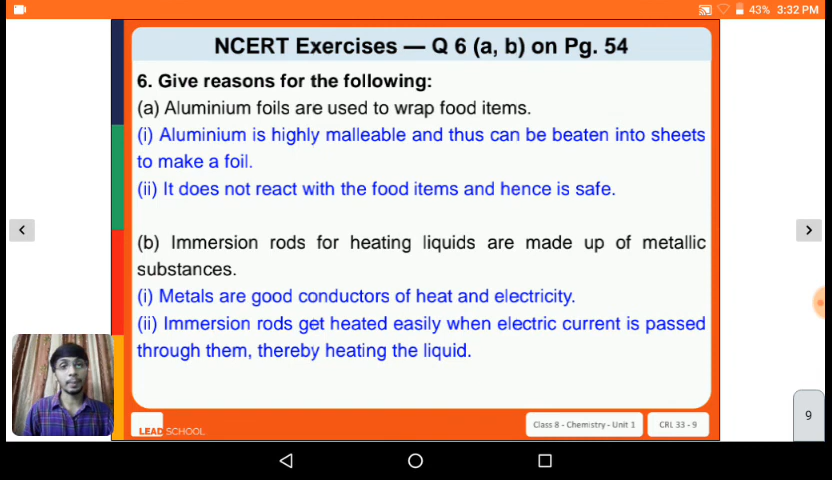 43% 3:32 PM
NCERT Exercises — Q 6 (a, b) on Pg. 54
6. Give reasons for the following:
(a) Aluminium foils are used to wrap food items.
(i) Aluminium is highly malleable and thus can be beaten into sheets
to make a foil.
(ii) It does not react with the food items and hence is safe.
(b) Immersion rods for heating liquids are made up of metallic
substances.
(i) Metals are good conductors of heat and electricity.
(ii) Immersion rods get heated easily when electric current is passed
through them, thereby heating the liquid.
9
LEAD SCHOOL
Class 8 - Chemistry - Unit 1
CRL 33 - 9